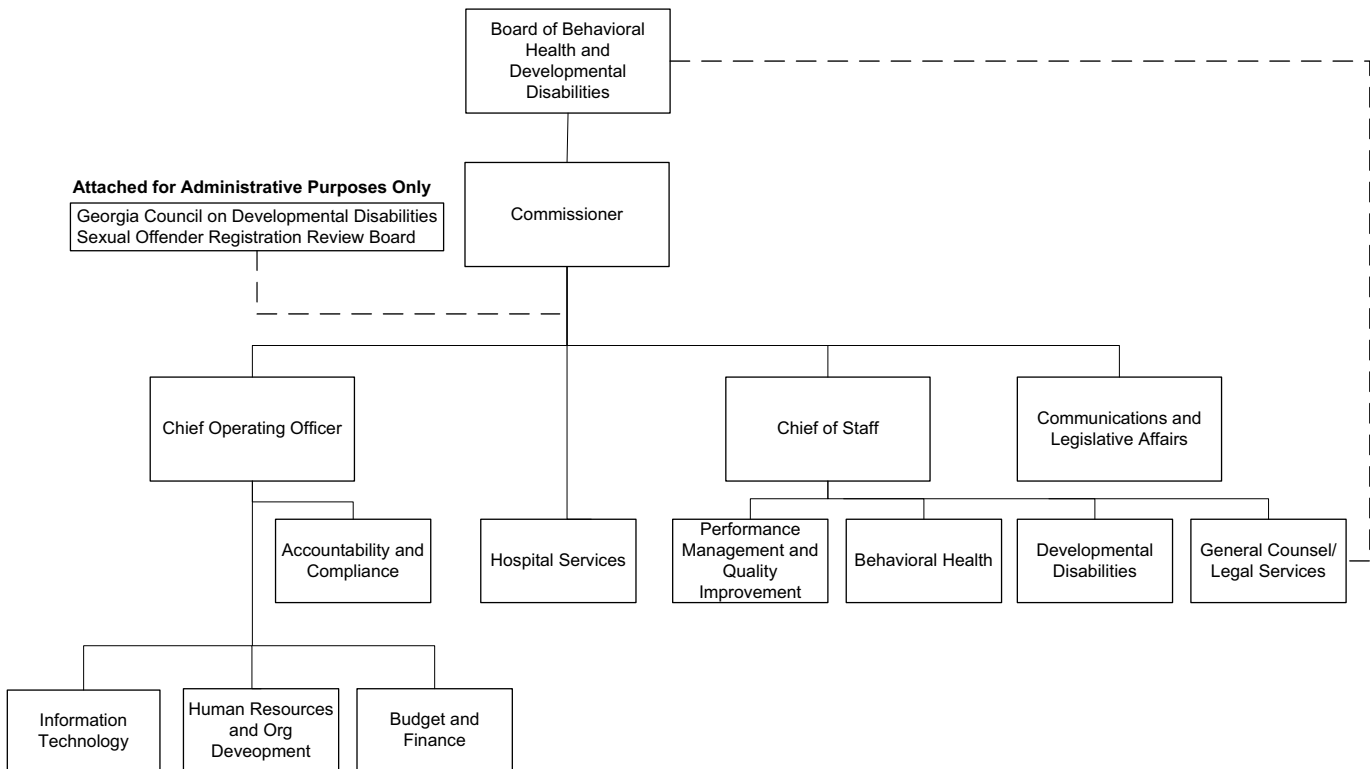 Board of Behavioral
Health and
Developmental
Disabilities
Attached for Administrative Purposes Only
Georgia Council on Developmental Disabilities
Sexual Offender Registration Review Board
Commissioner
Chief Operating Officer
Chief of Staff
Communications and
Legislative Affairs
Accountability and
Compliance
Hospital Services
Performance
Management and
Quality
Improvement
Behavioral Health
Developmental
Disabilities
General Counsel/
Legal Services
Information
Technology
Human Resources
and Org
Deveopment
Budget and
Finance